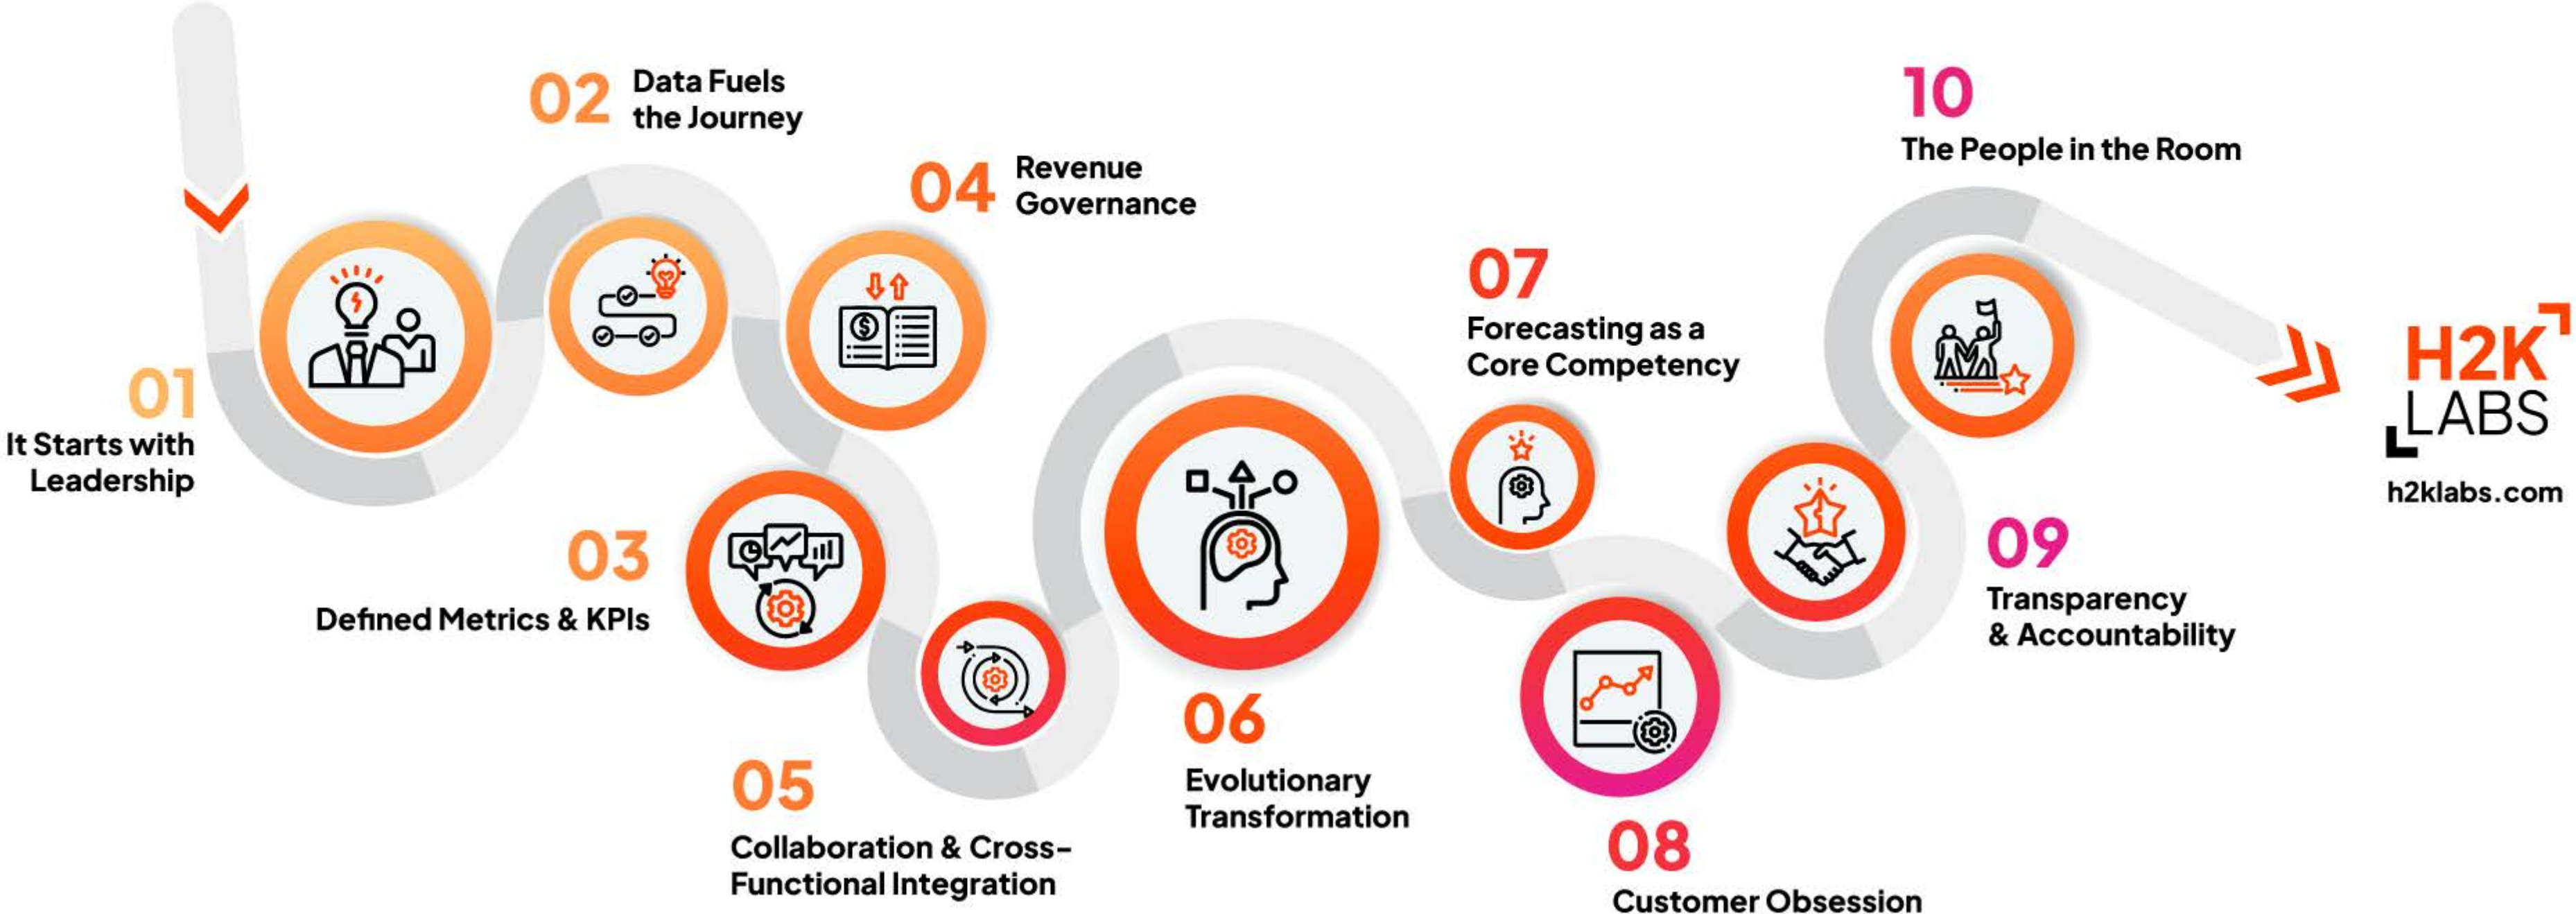 01
It Starts with
Leadership
02
Data Fuels
the Journey
03
Defined Metrics & KPIs
04
Revenue
Governance
05
Collaboration & Cross-
Functional Integration
06
Evolutionary
Transformation
07
Forecasting as a
Core Competency
08
Customer Obsession
09
Transparency
& Accountability
10
The People in the Room
H2K
LABS
h2klabs.com